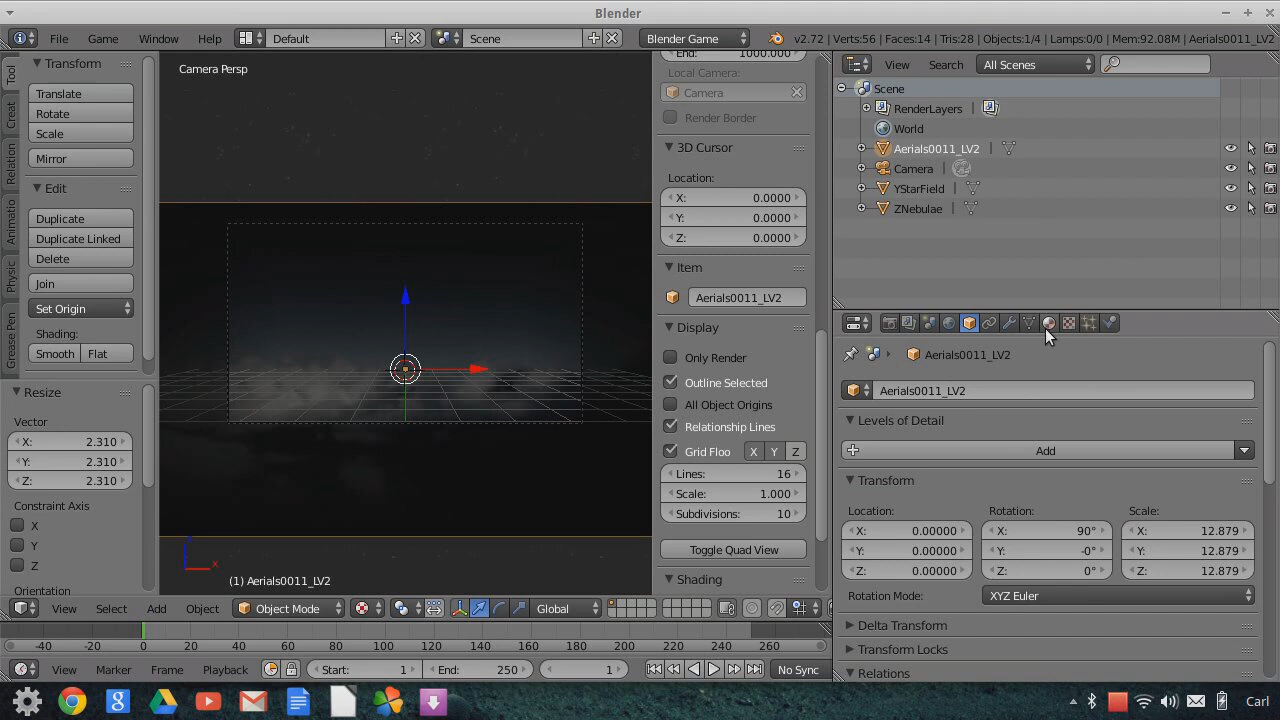 Blender
File Game Window Help Default Scene Blender Game v2.72 | Verts:56 | Faces:14 | Tris:28 | Objects:1/4 | Lamps:0/0 | Mem:92.08M | Aerials0011_LV2
Tool
Creat
Relation
Animatio
Physic
Grease Pen
Transform
Translate
Rotate
Scale
Mirror
Edit
Duplicate
Duplicate Linked
Delete
Join
Set Origin
Shading:
Smooth Flat
Resize
Vector
X: 2.310
Y: 2.310
Z: 2.310
Constraint Axis
X
Y
Z
Orientation
Camera Persp
(1) Aerials0011_LV2
End: 1000.000
Local Camera:
Camera
Render Border
3D Cursor
Location:
X: 0.0000
Y: 0.0000
Z: 0.0000
Item
Aerials0011_LV2
Display
Only Render
Outline Selected
All Object Origins
Relationship Lines
Grid Floo X Y Z
Lines: 16
Scale: 1.000
Subdivisions: 10
Toggle Quad View
Shading
View Search All Scenes
Scene
RenderLayers |
World
Aerials0011_LV2 |
Camera |
YStarField |
ZNebulae |
Aerials0011_LV2
Aerials0011_LV2
Levels of Detail
Add
Transform
Location: Rotation: Scale:
X: 0.00000 X: 90° X: 12.879
Y: 0.00000 Y: -0° Y: 12.879
Z: 0.00000 Z: 0° Z: 12.879
Rotation Mode: XYZ Euler
Delta Transform
Transform Locks
Relations
View Select Add Object Object Mode Global
-40 -20 0 20 40 60 80 100 120 140 160 180 200 220 240 260 280
View Marker Frame Playback Start: 1 End: 250 1 No Sync
Carl